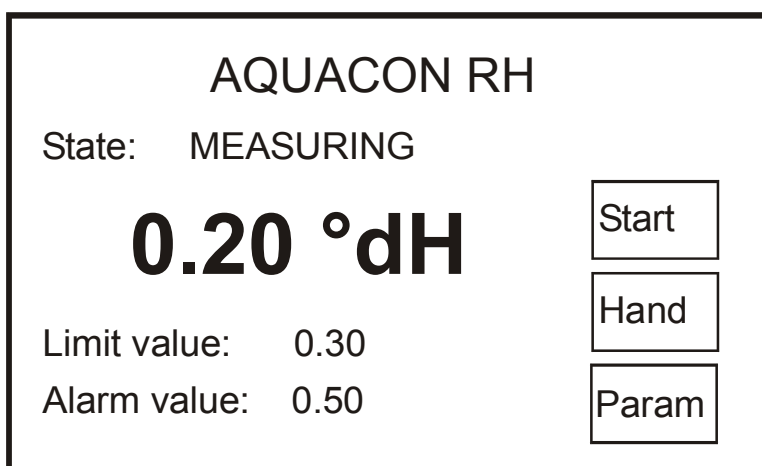 AQUACON RH
State: MEASURING
0.20 °dH
Start
Hand
Limit value: 0.30
Alarm value: 0.50
Param